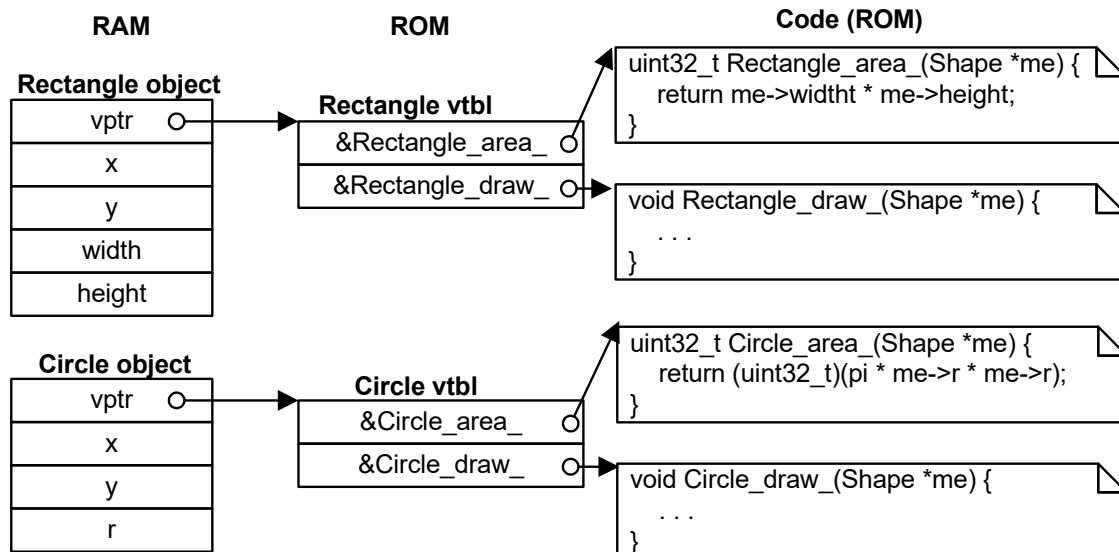 RAM
ROM
Code (ROM)
Rectangle object
vptr
x
y
width
height
Rectangle vtbl
&Rectangle_area_
&Rectangle_draw_
uint32_t Rectangle_area_(Shape *me) {
return me->widtht * me->height;
}
void Rectangle_draw_(Shape *me) {
. . .
}
Circle object
vptr
x
y
r
Circle vtbl
&Circle_area_
&Circle_draw_
uint32_t Circle_area_(Shape *me) {
return (uint32_t)(pi * me->r * me->r);
}
void Circle_draw_(Shape *me) {
. . .
}